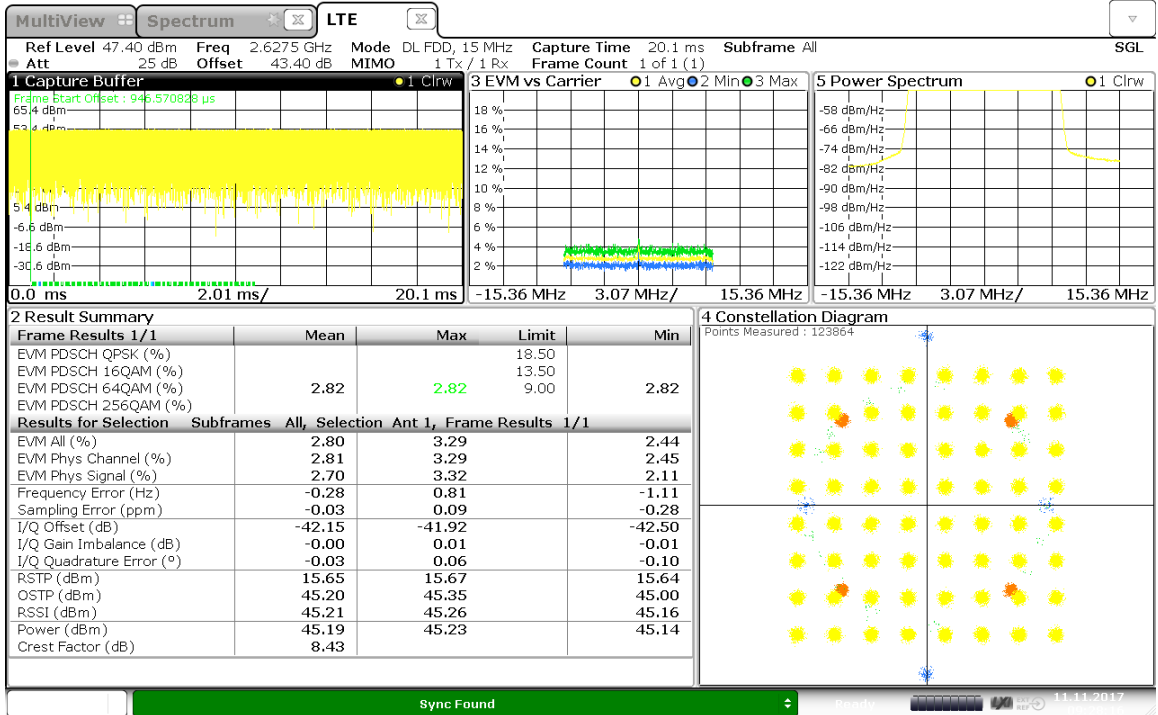 MultiView Spectrum LTE
Ref Level 47.40 dBm Freq 2.6275 GHz Mode DL FDD, 15 MHz Capture Time 20.1 ms Subframe All SGL
Att 25 dB Offset 43.40 dB MIMO 1 Tx / 1 Rx Frame Count 1 of 1 (1)
1 Capture Buffer 1 Clrw
Frame Start Offset : 946.570828 µs
65.4 dBm
53.4 dBm
5.4 dBm
-6.6 dBm
-18.6 dBm
-30.6 dBm
0.0 ms 2.01 ms/ 20.1 ms
3 EVM vs Carrier 1 Avg 2 Min 3 Max
18 %
16 %
14 %
12 %
10 %
8 %
6 %
4 %
2 %
-15.36 MHz 3.07 MHz/ 15.36 MHz
5 Power Spectrum 1 Clrw
-58 dBm/Hz
-66 dBm/Hz
-74 dBm/Hz
-82 dBm/Hz
-90 dBm/Hz
-98 dBm/Hz
-106 dBm/Hz
-114 dBm/Hz
-122 dBm/Hz
-15.36 MHz 3.07 MHz/ 15.36 MHz
2 Result Summary
Frame Results 1/1 Mean Max Limit Min
EVM PDSCH QPSK (%) 18.50
EVM PDSCH 16QAM (%) 13.50
EVM PDSCH 64QAM (%) 2.82 2.82 9.00 2.82
EVM PDSCH 256QAM (%)
Results for Selection Subframes All, Selection Ant 1, Frame Results 1/1
EVM All (%) 2.80 3.29 2.44
EVM Phys Channel (%) 2.81 3.29 2.45
EVM Phys Signal (%) 2.70 3.32 2.11
Frequency Error (Hz) -0.28 0.81 -1.11
Sampling Error (ppm) -0.03 0.09 -0.28
I/Q Offset (dB) -42.15 -41.92 -42.50
I/Q Gain Imbalance (dB) -0.00 0.01 -0.01
I/Q Quadrature Error (°) -0.03 0.06 -0.10
RSTP (dBm) 15.65 15.67 15.64
OSTP (dBm) 45.20 45.35 45.00
RSSI (dBm) 45.21 45.26 45.16
Power (dBm) 45.19 45.23 45.14
Crest Factor (dB) 8.43
4 Constellation Diagram
Points Measured : 123864
Sync Found Ready LXI EXT REF 11.11.2017